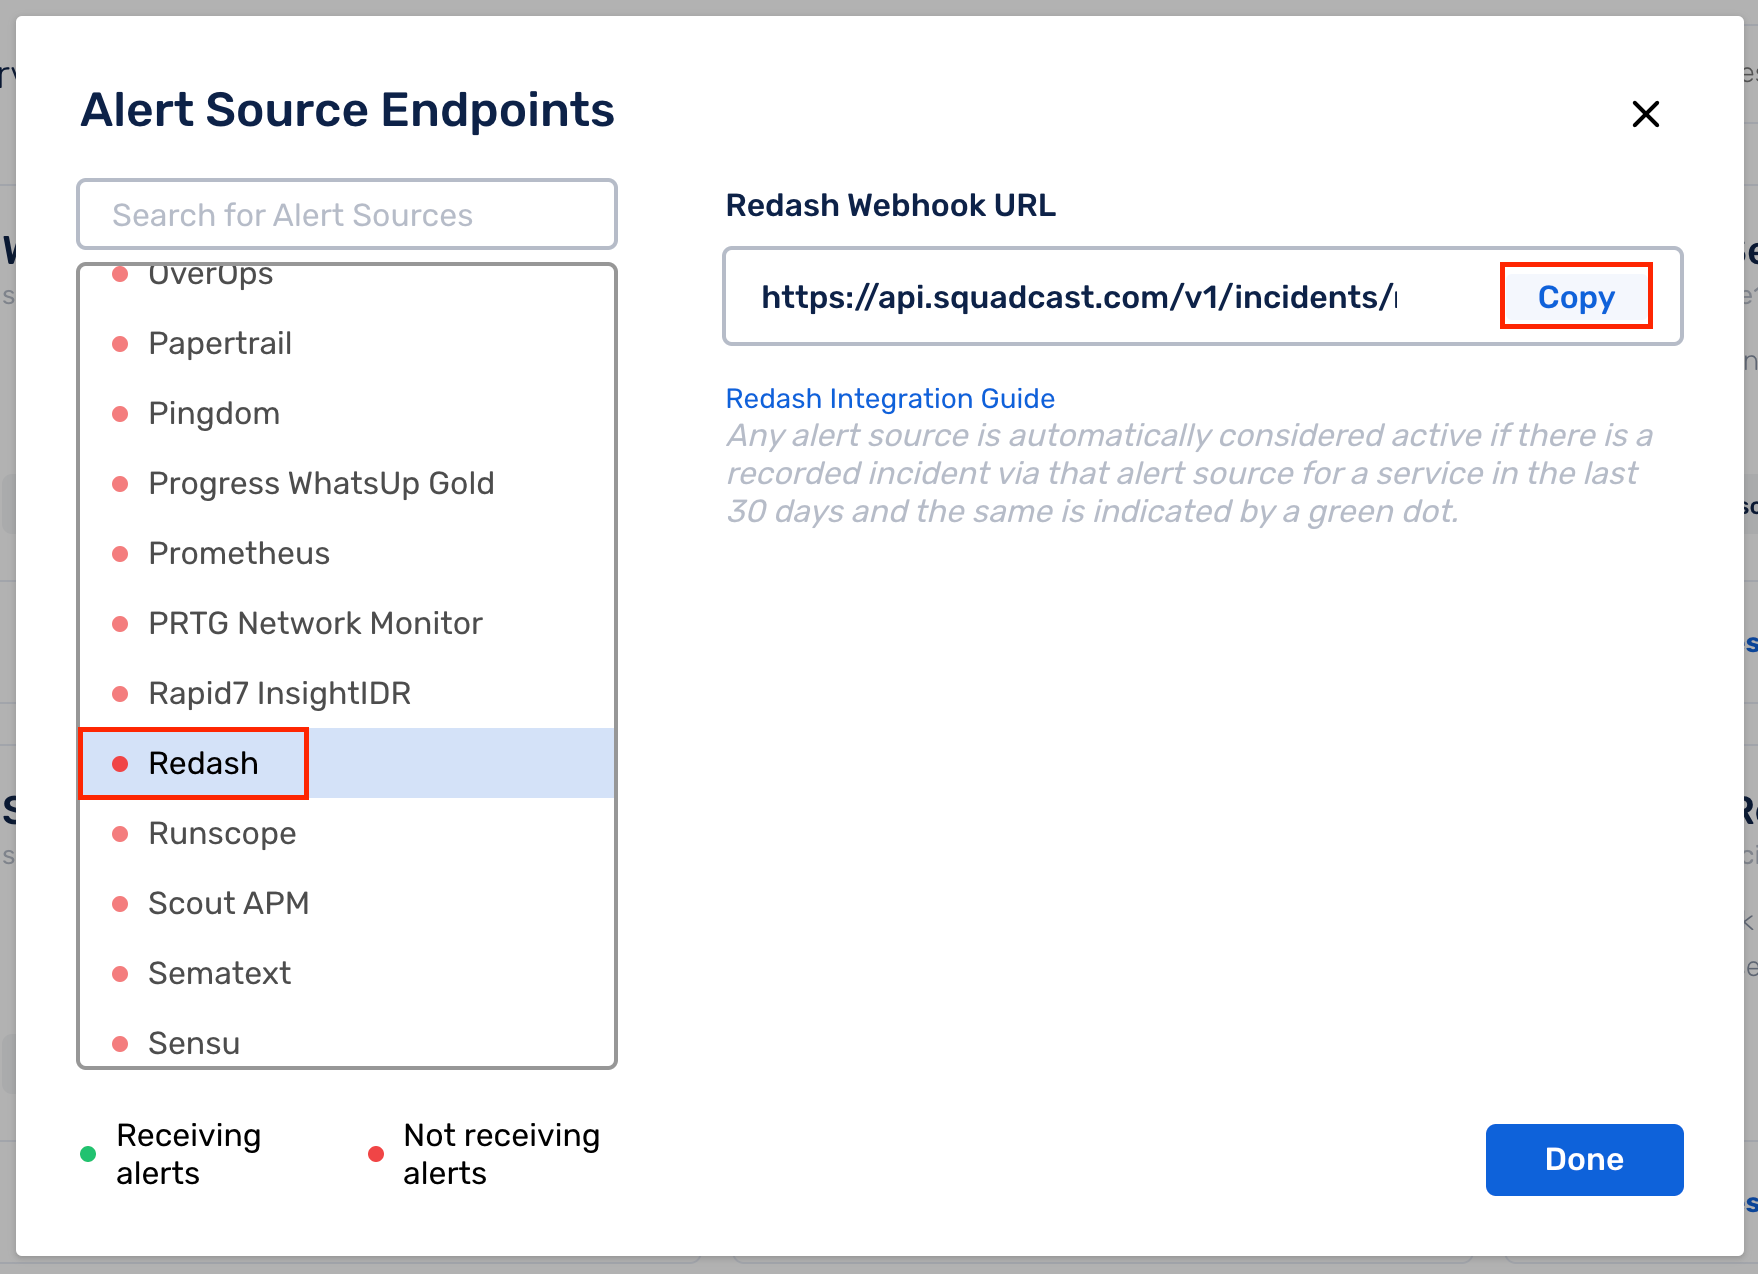 Alert Source Endpoints
Search for Alert Sources
OverOps
Papertrail
Pingdom
Progress WhatsUp Gold
Prometheus
PRTG Network Monitor
Rapid7 InsightIDR
Redash
Runscope
Scout APM
Sematext
Sensu
Receiving
alerts
Not receiving
alerts
Redash Webhook URL
https://api.squadcast.com/v1/incidents/
Copy
Redash Integration Guide
Any alert source is automatically considered active if there is a
recorded incident via that alert source for a service in the last
30 days and the same is indicated by a green dot.
Done